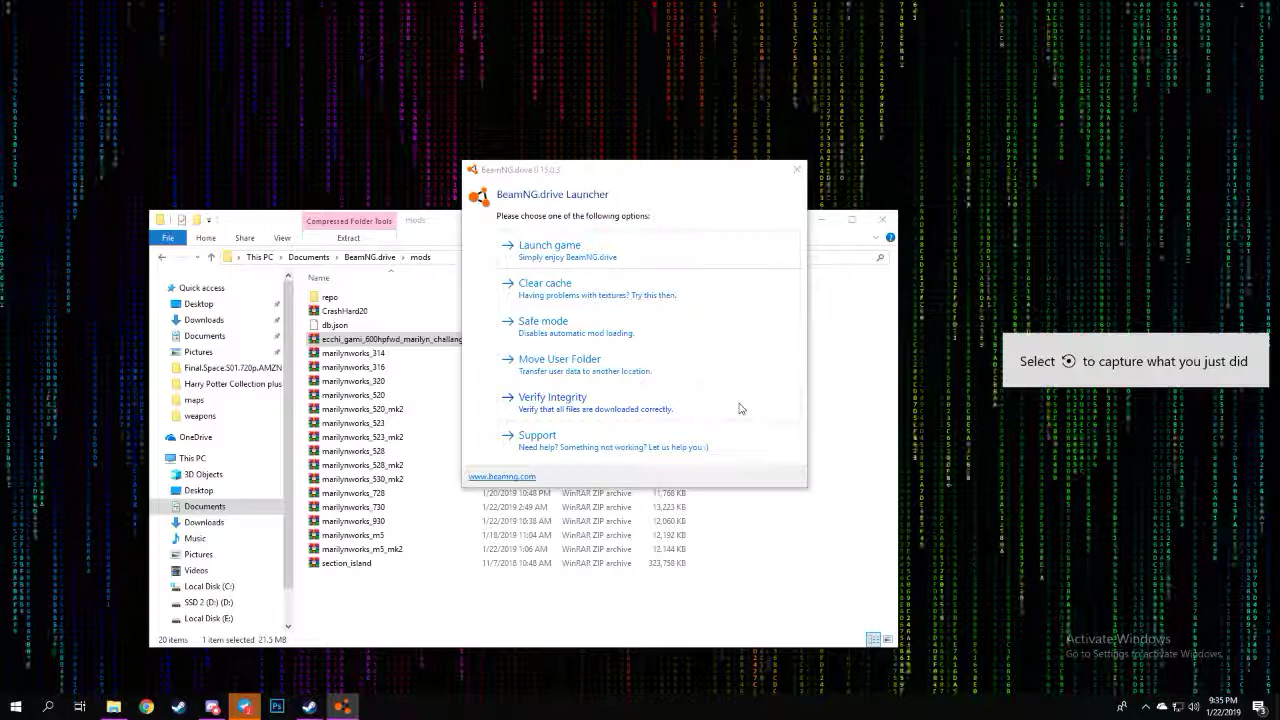 BeamNG.drive 0.15.0.3
BeamNG.drive Launcher
Please choose one of the following options:
Launch game
Simply enjoy BeamNG.drive
Clear cache
Having problems with textures? Try this then.
Safe mode
Disables automatic mod loading.
Move User Folder
Transfer user data to another location.
Verify Integrity
Verify that all files are downloaded correctly.
Support
Need help? Something not working? Let us help you :)
www.beamng.com
Compressed Folder Tools
mods
File
Home
Share
View
Extract
This PC
Documents
BeamNG.drive
mods
Quick access
Desktop
Downloads
Documents
Pictures
Final.Space.S01.720p.AMZN
Harry Potter Collection plus
maps
weapons
OneDrive
This PC
3D Objects
Desktop
Documents
Downloads
Music
Pictures
Videos
Local Disk (C:)
SSD 2 (D:) (D:)
Local Disk (E:)
Name
repo
CrashHard20
db.json
ecchi_gami_600hpfwd_marilyn_challang
marilynworks_314
marilynworks_316
marilynworks_320
marilynworks_520
marilynworks_520_mk2
marilynworks_523
marilynworks_523_mk2
marilynworks_528
marilynworks_528_mk2
marilynworks_530_mk2
marilynworks_728 1/20/2019 10:48 PM WinRAR ZIP archive 11,768 KB
marilynworks_730 1/22/2019 2:49 AM WinRAR ZIP archive 13,223 KB
marilynworks_930 1/22/2019 10:38 AM WinRAR ZIP archive 12,060 KB
marilynworks_m5 1/18/2019 11:04 AM WinRAR ZIP archive 12,192 KB
marilynworks_m5_mk2 1/22/2019 1:06 AM WinRAR ZIP archive 12,144 KB
section_island 11/7/2018 10:48 AM WinRAR ZIP archive 323,758 KB
20 items 1 item selected 21.5 MB
Select to capture what you just did
Activate Windows
Go to Settings to activate Windows.
9:35 PM
1/22/2019